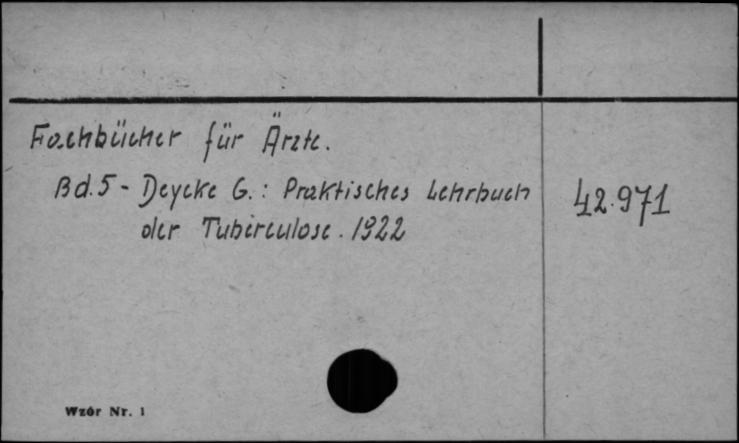 Fachbücher für Ärzte.
Bd. 5 - Deycke G.: Praktisches Lehrbuch
der Tuberculose. 1922
42.971
Wzór Nr. 1